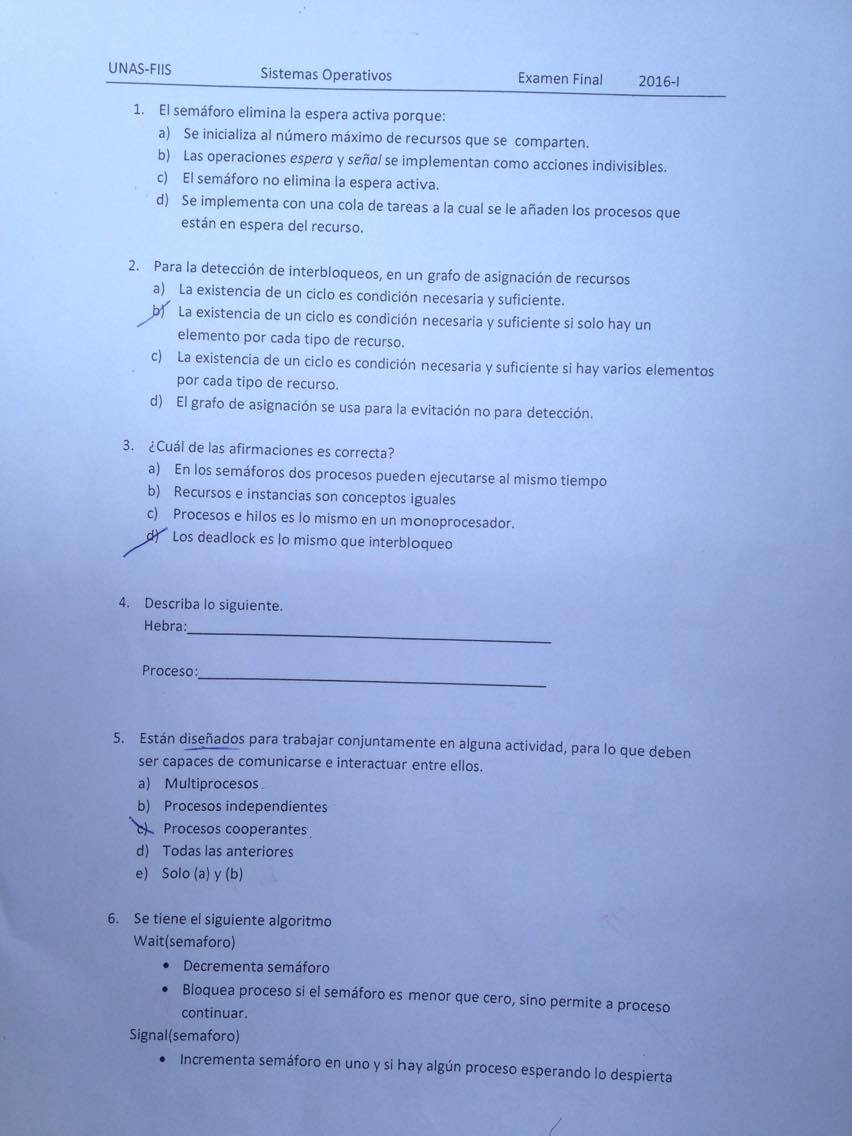 UNAS-FIIS Sistemas Operativos Examen Final 2016-I
1. El semáforo elimina la espera activa porque:
a) Se inicializa al número máximo de recursos que se comparten.
b) Las operaciones espera y señal se implementan como acciones indivisibles.
c) El semáforo no elimina la espera activa.
d) Se implementa con una cola de tareas a la cual se le añaden los procesos que
están en espera del recurso.
2. Para la detección de interbloqueos, en un grafo de asignación de recursos
a) La existencia de un ciclo es condición necesaria y suficiente.
b) La existencia de un ciclo es condición necesaria y suficiente si solo hay un
elemento por cada tipo de recurso.
c) La existencia de un ciclo es condición necesaria y suficiente si hay varios elementos
por cada tipo de recurso.
d) El grafo de asignación se usa para la evitación no para detección.
3. ¿Cuál de las afirmaciones es correcta?
a) En los semáforos dos procesos pueden ejecutarse al mismo tiempo
b) Recursos e instancias son conceptos iguales
c) Procesos e hilos es lo mismo en un monoprocesador.
d) Los deadlock es lo mismo que interbloqueo
4. Describa lo siguiente.
Hebra:
Proceso:
5. Están diseñados para trabajar conjuntamente en alguna actividad, para lo que deben
ser capaces de comunicarse e interactuar entre ellos.
a) Multiprocesos
b) Procesos independientes
c) Procesos cooperantes
d) Todas las anteriores
e) Solo (a) y (b)
6. Se tiene el siguiente algoritmo
Wait(semaforo)
• Decrementa semáforo
• Bloquea proceso si el semáforo es menor que cero, sino permite a proceso
continuar.
Signal(semaforo)
• Incrementa semáforo en uno y si hay algún proceso esperando lo despierta